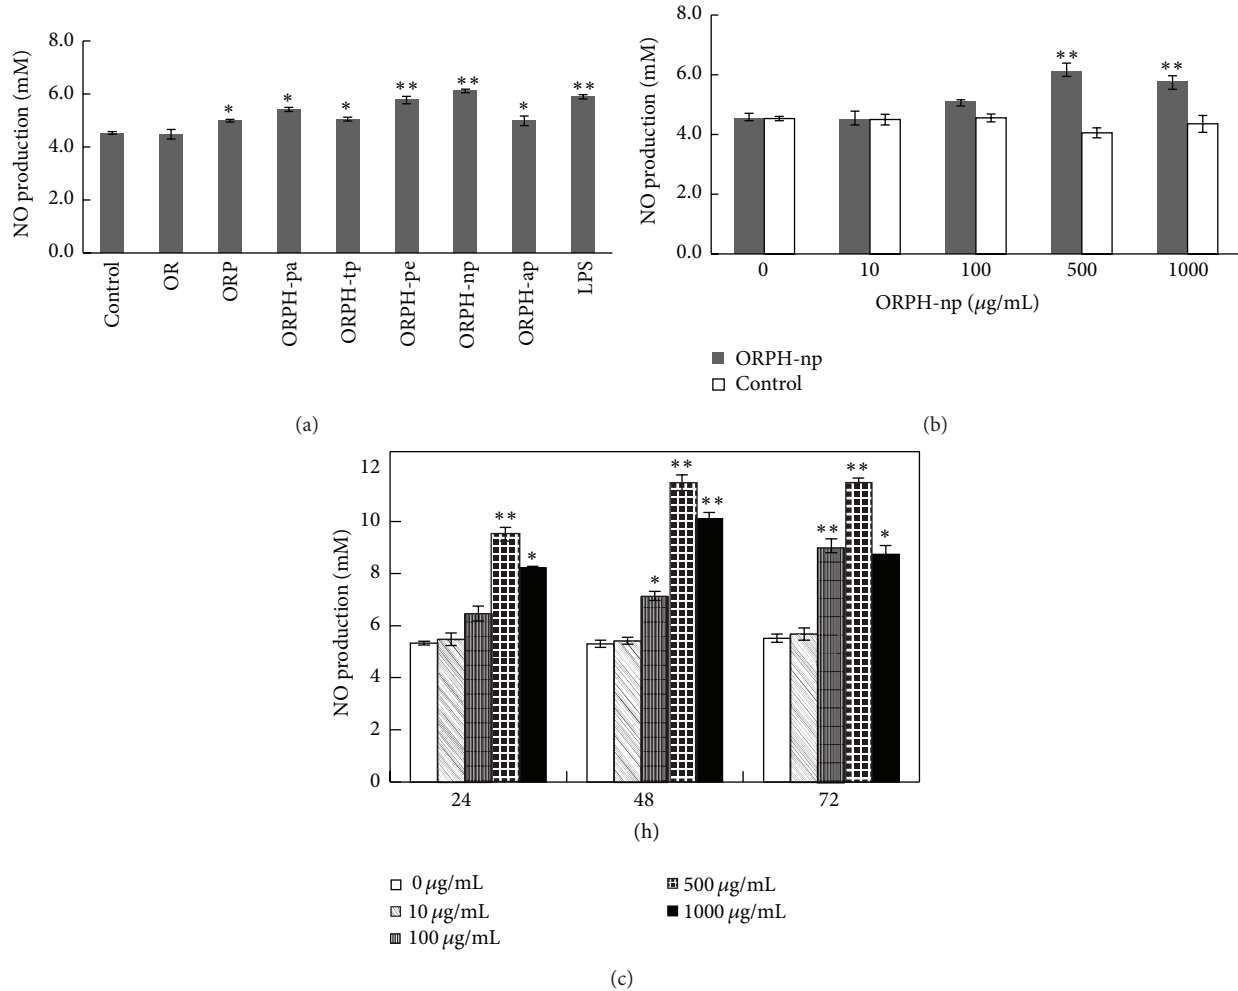 NO production (mM)
8.0
6.0
4.0
2.0
0.0
*
*
*
**
**
*
**
Control
OR
ORP
ORPH-pa
ORPH-tp
ORPH-pe
ORPH-np
ORPH-ap
LPS
(a)
NO production (mM)
8.0
6.0
4.0
2.0
0.0
**
**
0 10 100 500 1000
ORPH-np (μg/mL)
ORPH-np
Control
(b)
NO production (mM)
12
10
8
6
4
2
0
**
*
*
**
**
**
**
*
24 48 72
(h)
0 μg/mL
10 μg/mL
100 μg/mL
500 μg/mL
1000 μg/mL
(c)